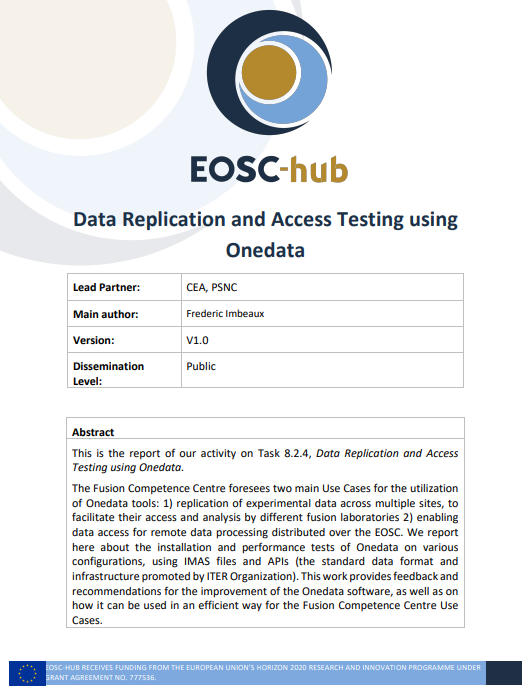 EOSC-hub
Data Replication and Access Testing using
Onedata
Lead Partner: CEA, PSNC
Main author: Frederic Imbeaux
Version: V1.0
Dissemination Public
Level:
Abstract
This is the report of our activity on Task 8.2.4, Data Replication and Access
Testing using Onedata.
The Fusion Competence Centre foresees two main Use Cases for the utilization
of Onedata tools: 1) replication of experimental data across multiple sites, to
facilitate their access and analysis by different fusion laboratories 2) enabling
data access for remote data processing distributed over the EOSC. We report
here about the installation and performance tests of Onedata on various
configurations, using IMAS files and APIs (the standard data format and
infrastructure promoted by ITER Organization). This work provides feedback and
recommendations for the improvement of the Onedata software, as well as on
how it can be used in an efficient way for the Fusion Competence Centre Use
Cases.
EOSC-HUB RECEIVES FUNDING FROM THE EUROPEAN UNION'S HORIZON 2020 RESEARCH AND INNOVATION PROGRAMME UNDER
GRANT AGREEMENT NO. 777536.